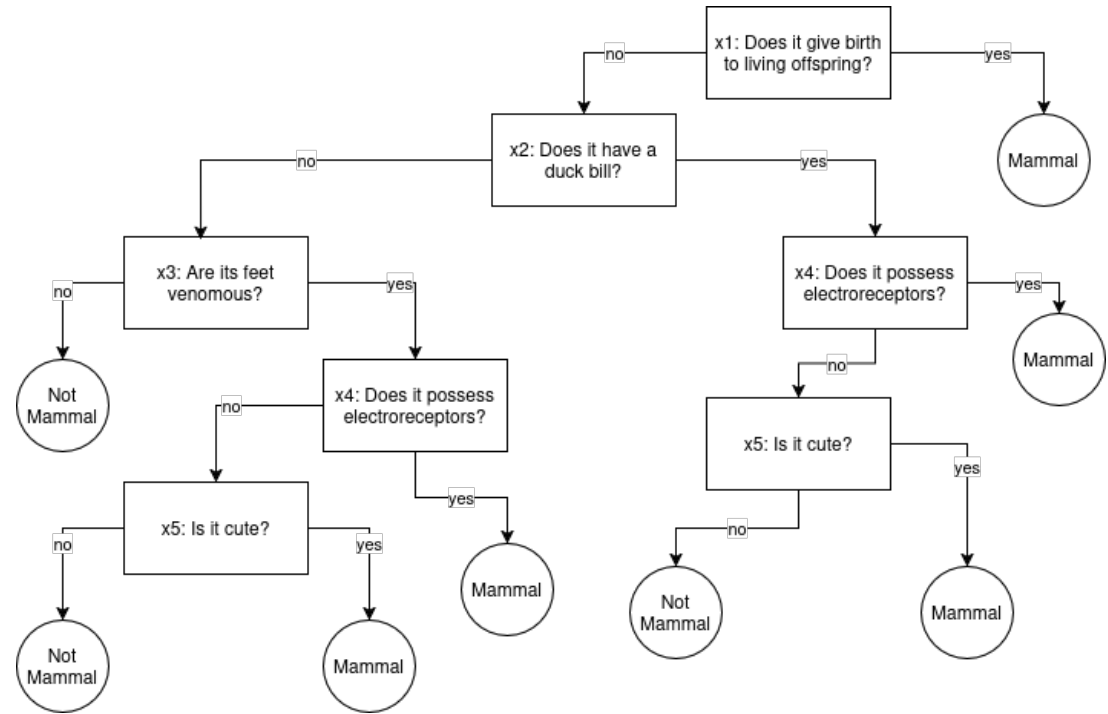 x1: Does it give birth
to living offspring?
no
yes
x2: Does it have a
duck bill?
Mammal
no
yes
x3: Are its feet
venomous?
x4: Does it possess
electroreceptors?
no
yes
yes
Mammal
no
Not
Mammal
x4: Does it possess
electroreceptors?
no
yes
x5: Is it cute?
yes
no
x5: Is it cute?
no
yes
Mammal
Not
Mammal
Mammal
Not
Mammal
Mammal